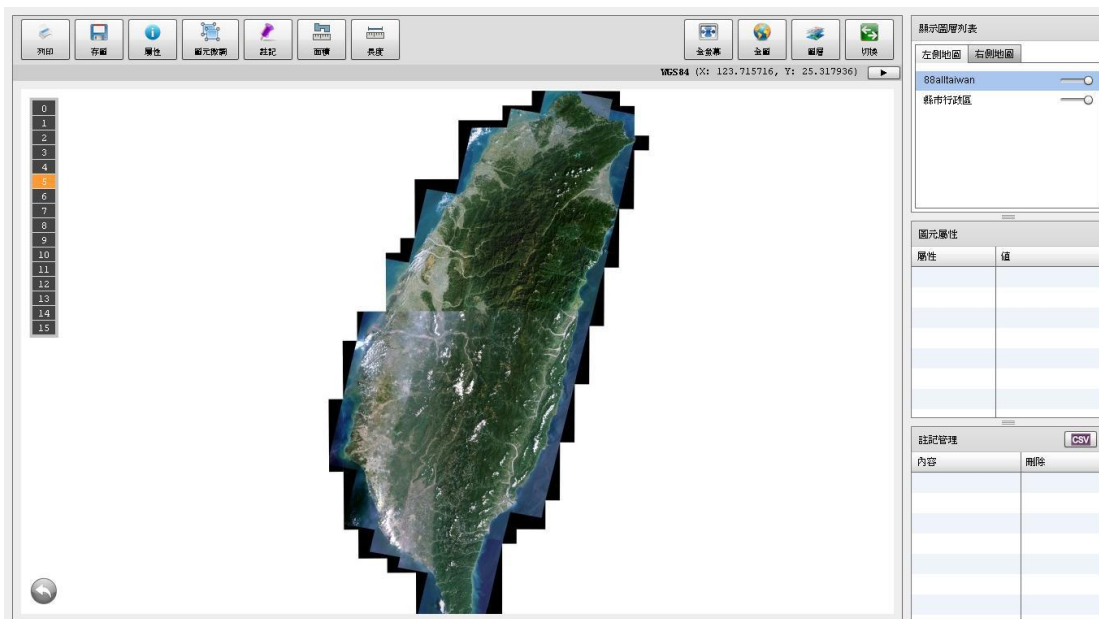 列印 存圖 屬性 圖元微調 註記 面積 長度 全螢幕 全圖 圖層 切換
WGS84 (X: 123.715716, Y: 25.317936)
0
1
2
3
4
5
6
7
8
9
10
11
12
13
14
15
顯示圖層列表
左側地圖 右側地圖
88alltaiwan
縣市行政區
圖元屬性
屬性 值
註記管理 CSV
內容 刪除